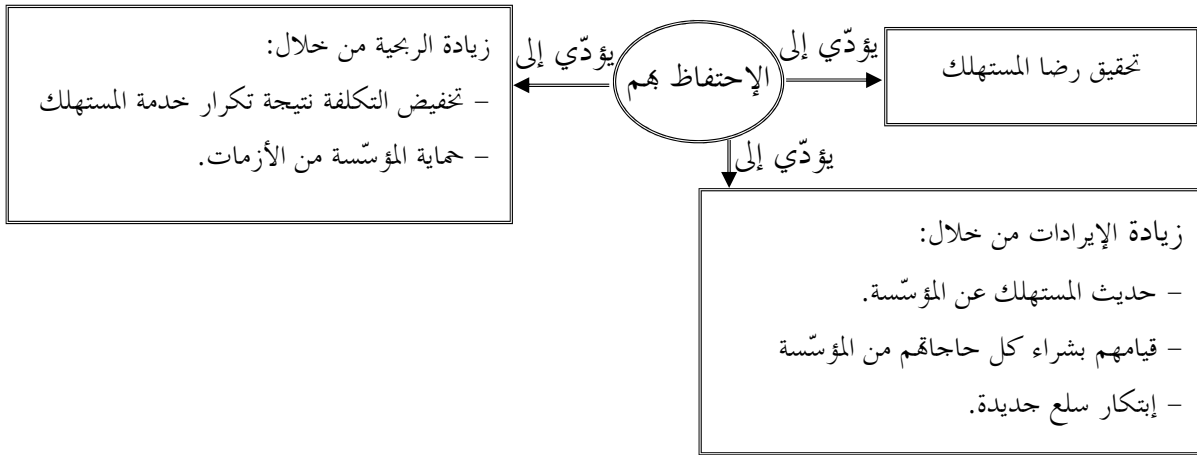 تحقيق رضا المستهلك
يؤدّي إلى
الإحتفاظ بهم
يؤدّي إلى
زيادة الربحية من خلال:
– تخفيض التكلفة نتيجة تكرار خدمة المستهلك
– حماية المؤسّسة من الأزمات.
يؤدّي إلى
زيادة الإيرادات من خلال:
– حديث المستهلك عن المؤسّسة.
– قيامهم بشراء كل حاجاتهم من المؤسّسة
– إبتكار سلع جديدة.